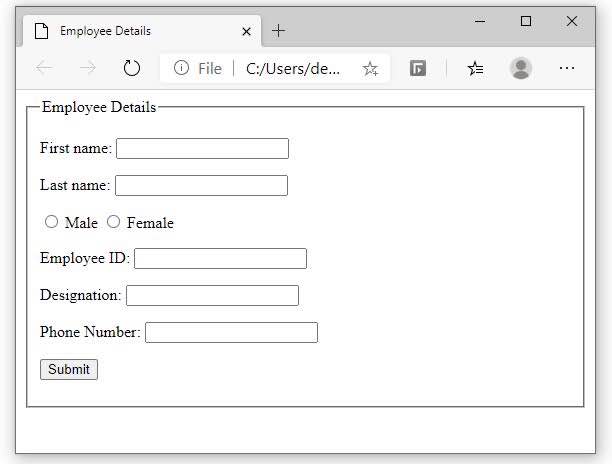 Employee Details
File C:/Users/de...
Employee Details
First name:
Last name:
Male Female
Employee ID:
Designation:
Phone Number:
Submit